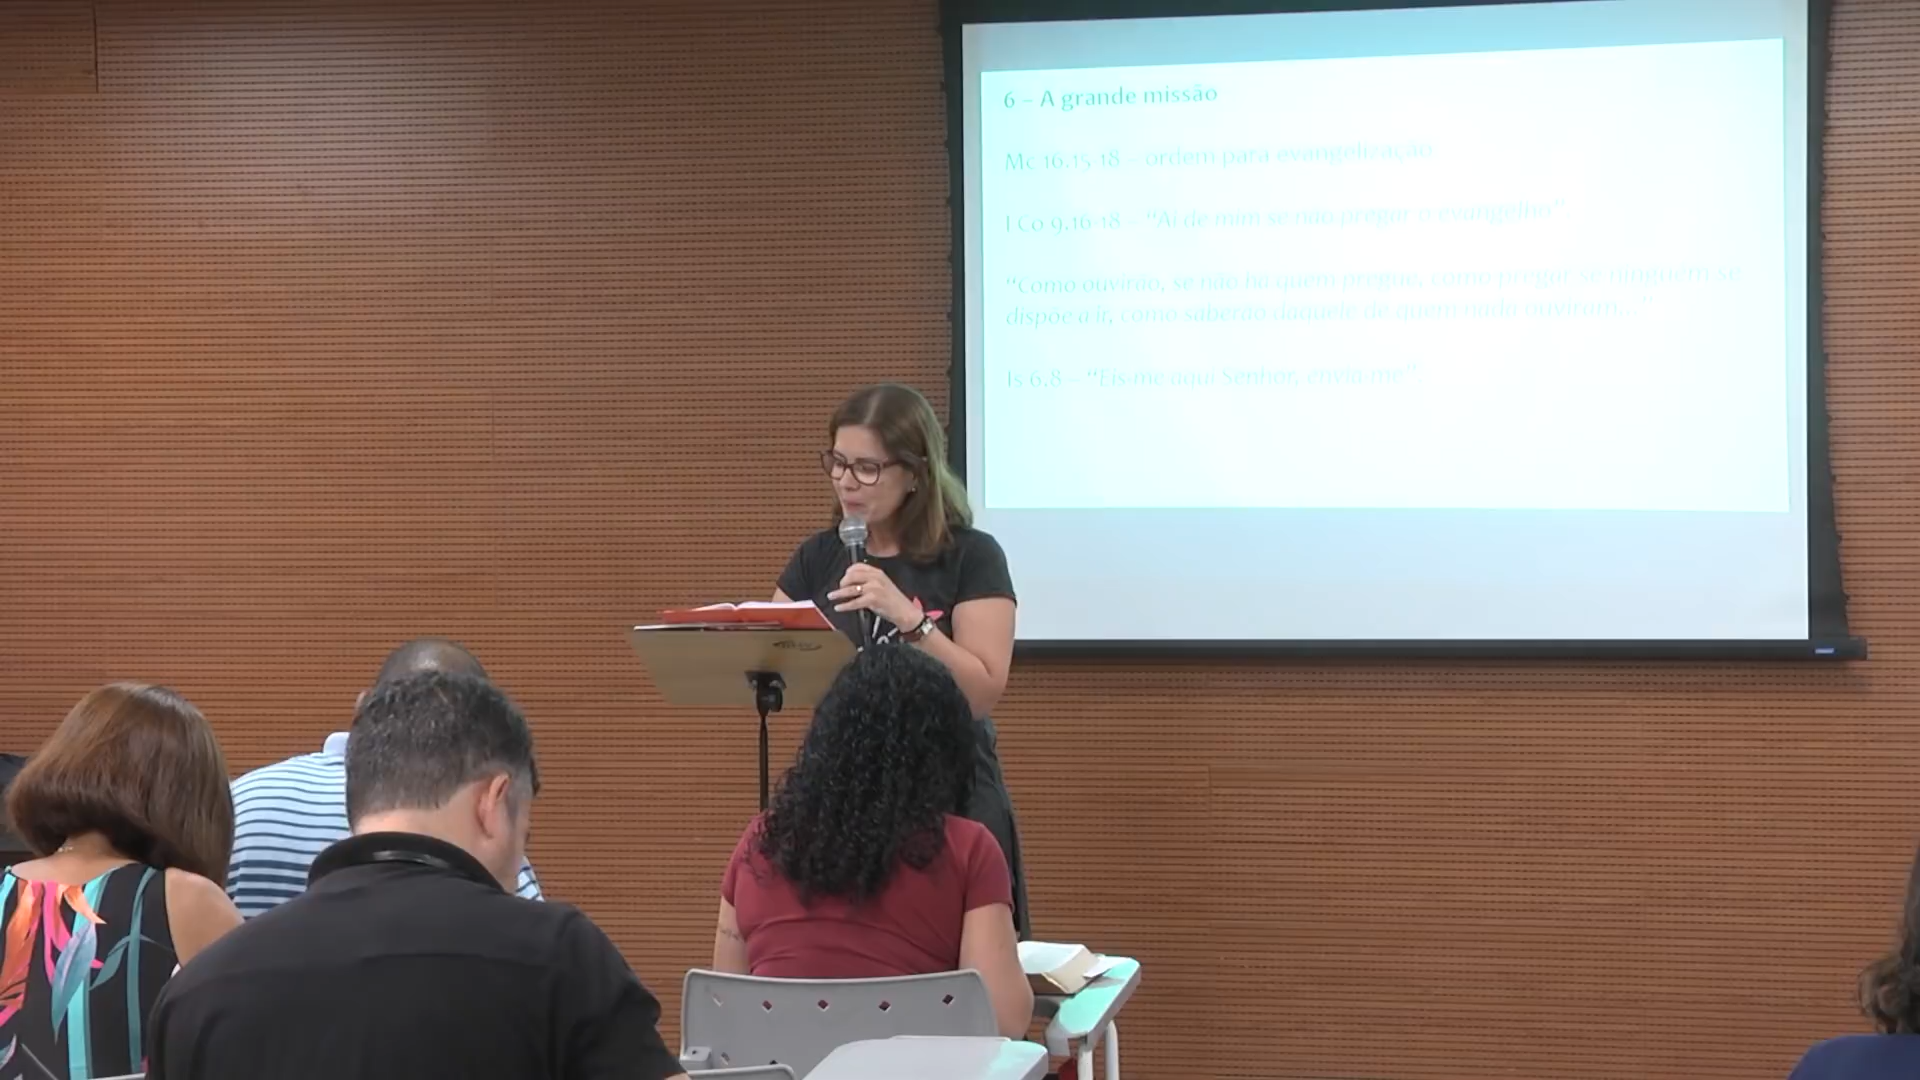 6 – A grande missão
Mc 16.15-18 – ordem para evangelização
I Co 9.16-18 – “Ai de mim se não pregar o evangelho”
“Como ouvirão, se não há quem pregue, como pregar se ninguém se
dispõe a ir, como saberão daquele de quem nada ouviram...”
Is 6.8 – “Eis-me aqui Senhor, envia-me”.